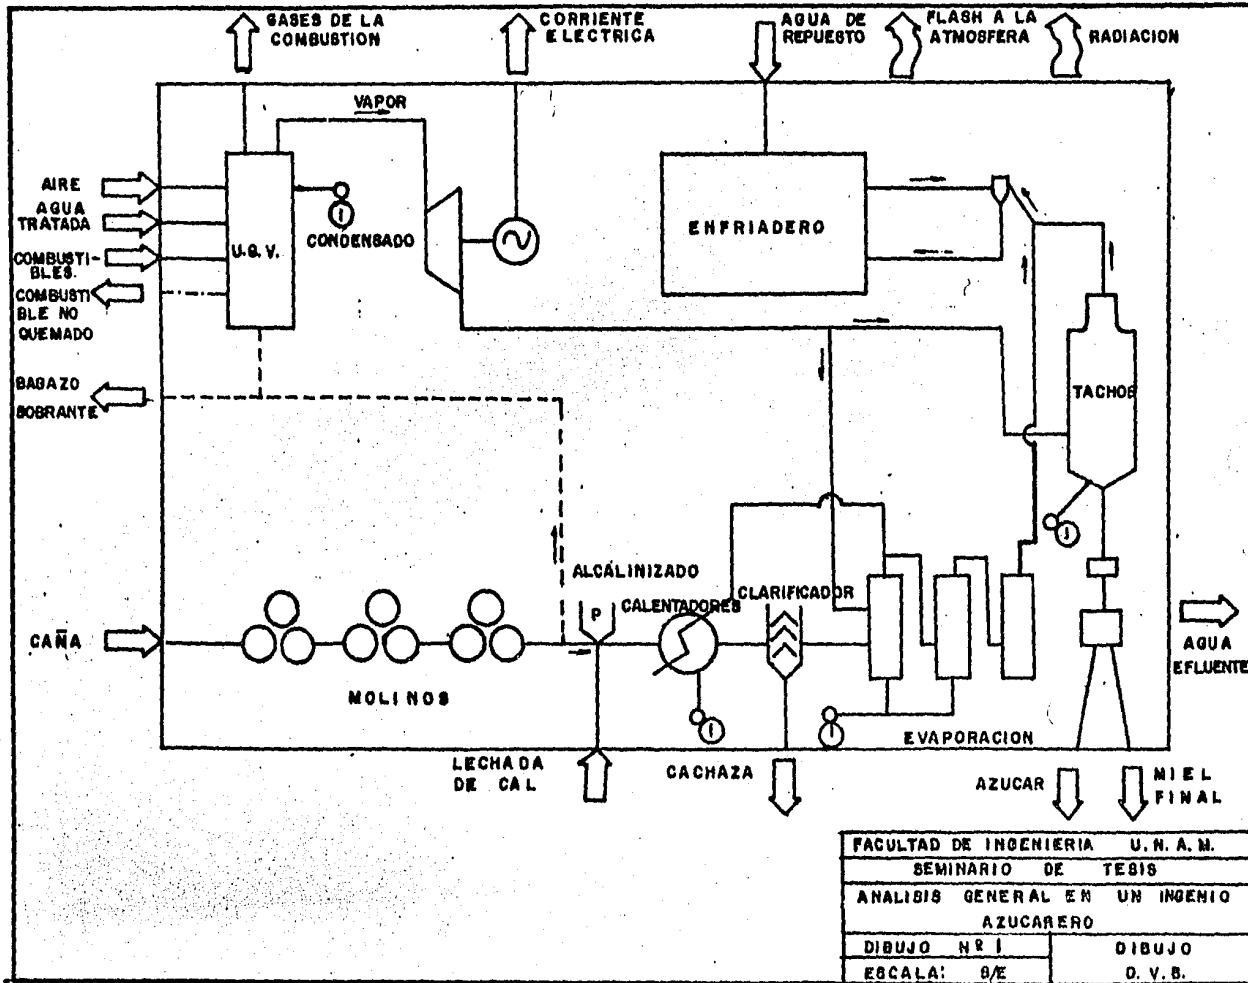 GASES DE LA
COMBUSTION
CORRIENTE
ELECTRICA
AGUA DE
REPUESTO
FLASH A LA
ATMOSFERA
RADIACION
VAPOR
AIRE
AGUA
TRATADA
COMBUSTI-
BLES.
COMBUSTI
BLE NO
QUEMADO
BAGAZO
SOBRANTE
U.G.V.
CONDENSADO
ENFRIADERO
TACHOS
ALCALINIZADO
P
CALENTADORES
CLARIFICADOR
CAÑA
MOLINOS
AGUA
EFLUENTE
EVAPORACION
LECHADA
DE CAL
CACHAZA
AZUCAR
MIEL
FINAL
FACULTAD DE INGENIERIA U.N.A.M.
SEMINARIO DE TESIS
ANALISIS GENERAL EN UN INGENIO
AZUCARERO
DIBUJO Nº 1
DIBUJO
ESCALA: S/E
O. V. B.